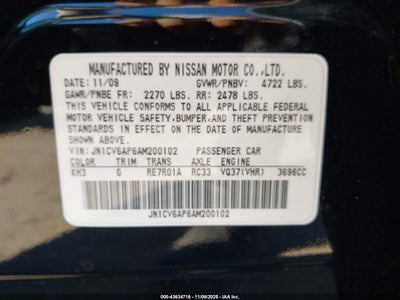 MANUFACTURED BY NISSAN MOTOR CO.,LTD.
DATE: 11/09 GVWR/PNBV: 4722 LBS.
GAWR/PNBE FR: 2270 LBS. RR: 2478 LBS.
THIS VEHICLE CONFORMS TO ALL APPLICABLE FEDERAL
MOTOR VEHICLE SAFETY,BUMPER,AND THEFT PREVENTION
STANDARDS IN EFFECT ON THE DATE OF MANUFACTURE
SHOWN ABOVE.
VIN: JN1CV6AP6AM200102 PASSENGER CAR
COLOR TRIM TRANS AXLE ENGINE
KH3 G RE7R01A RC33 VQ37(VHR) 3696CC
JN1CV6AP6AM200102
000-43634716 - 11/06/2025 - IAA Inc.